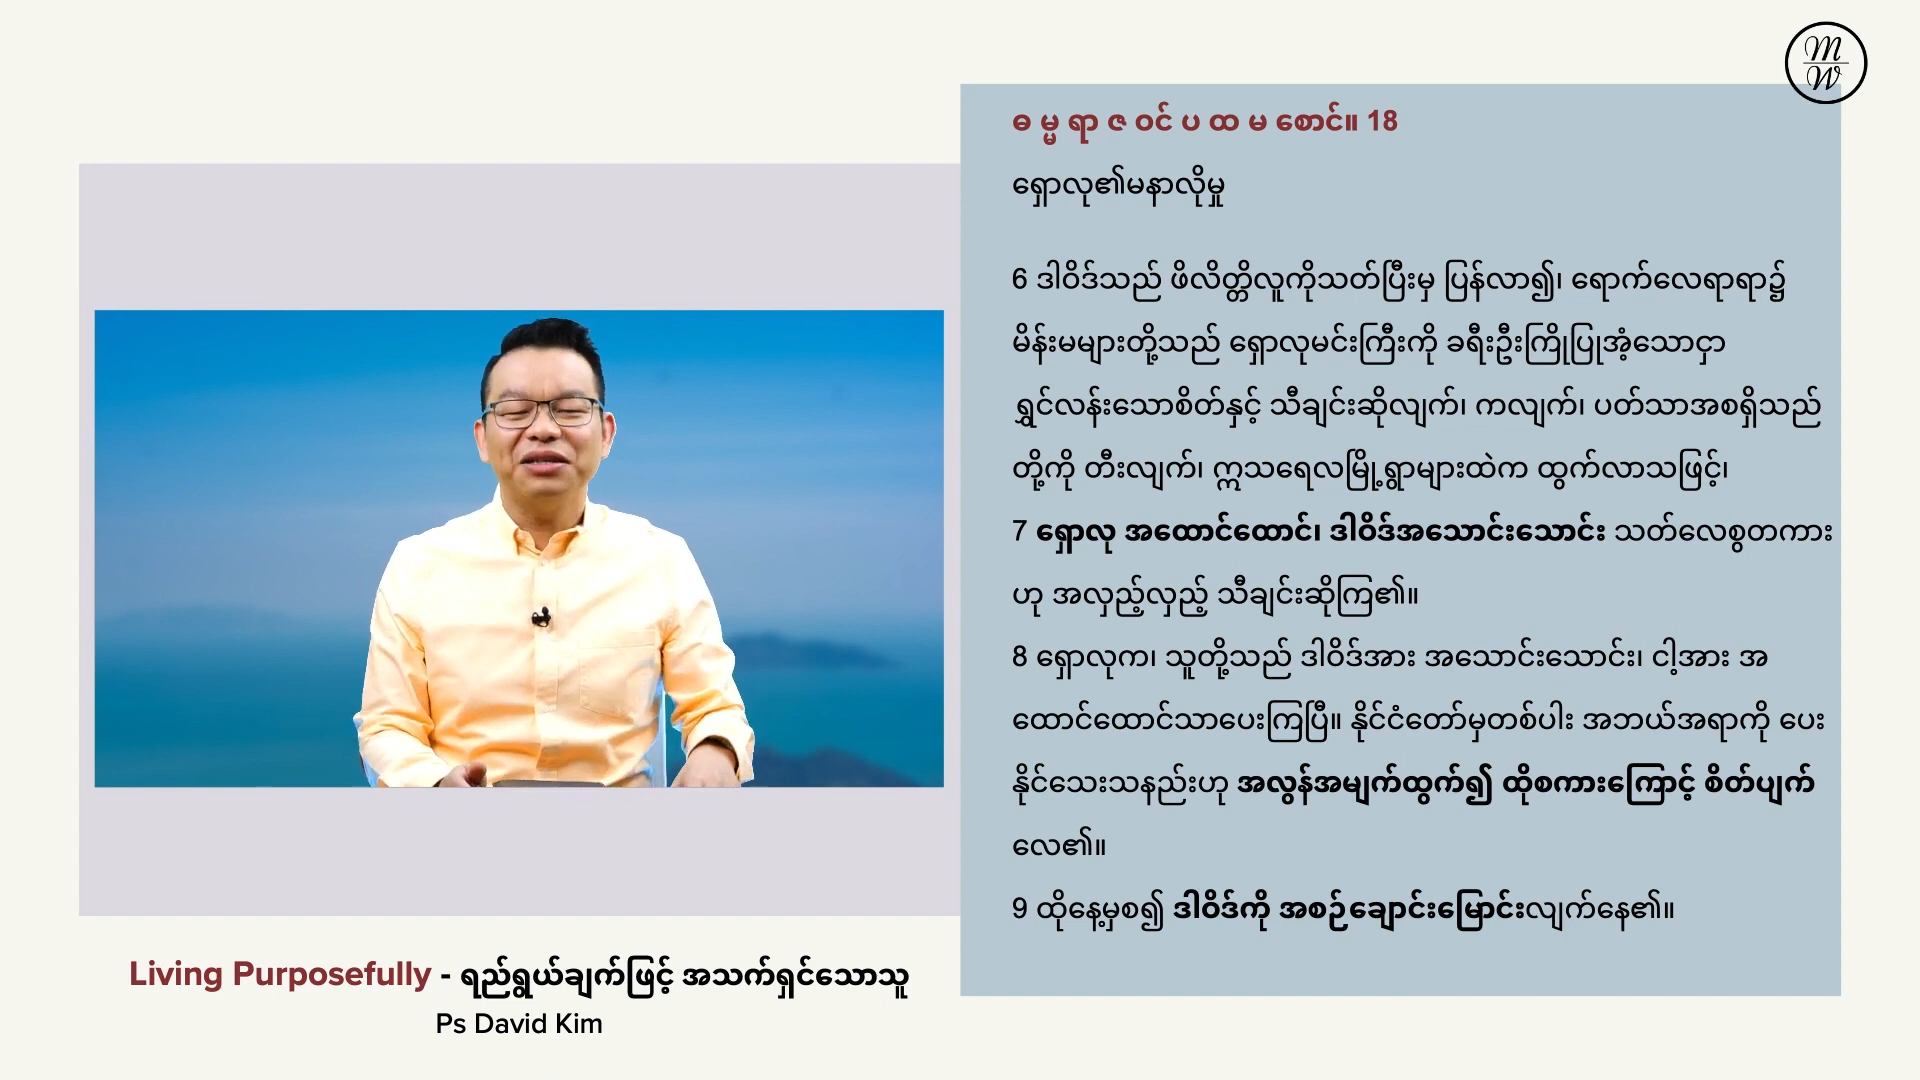 M
W
ဓ မ္မ ရာ ဇ ဝင် ပ ထ မ စောင်။ 18
ရှောလု၏မနာလိုမှု
6 ဒါဝိဒ်သည် ဖိလိတ္တိလူကိုသတ်ပြီးမှ ပြန်လာ၍၊ ရောက်လေရာရာ၌
မိန်းမများတို့သည် ရှောလုမင်းကြီးကို ခရီးဦးကြိုပြုအံ့သောငှာ
ရွှင်လန်းသောစိတ်နှင့် သီချင်းဆိုလျက်၊ ကလျက်၊ ပတ်သာအစရှိသည်
တို့ကို တီးလျက်၊ ဣသရေလမြို့ရွာများထဲက ထွက်လာသဖြင့်၊
7 ရှောလု အထောင်ထောင်၊ ဒါဝိဒ်အသောင်းသောင်း သတ်လေစွတကား
ဟု အလှည့်လှည့် သီချင်းဆိုကြ၏။
8 ရှောလုက၊ သူတို့သည် ဒါဝိဒ်အား အသောင်းသောင်း၊ ငါ့အား အ
ထောင်ထောင်သာပေးကြပြီ။ နိုင်ငံတော်မှတစ်ပါး အဘယ်အရာကို ပေး
နိုင်သေးသနည်းဟု အလွန်အမျက်ထွက်၍ ထိုစကားကြောင့် စိတ်ပျက်
လေ၏။
9 ထိုနေ့မှစ၍ ဒါဝိဒ်ကို အစဉ်ချောင်းမြောင်းလျက်နေ၏။
Living Purposefully - ရည်ရွယ်ချက်ဖြင့် အသက်ရှင်သောသူ
Ps David Kim